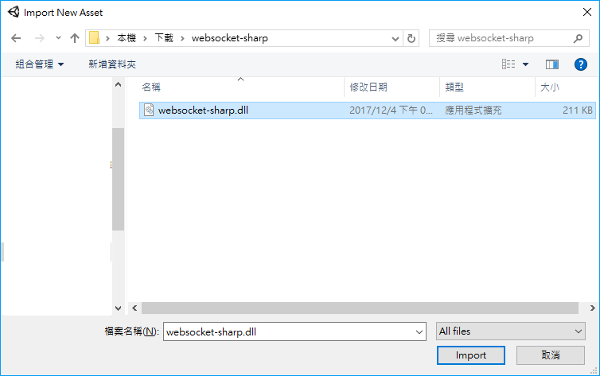 Import New Asset
本機 > 下載 > websocket-sharp
搜尋 websocket-sharp
組合管理 新增資料夾
名稱 修改日期 類型 大小
websocket-sharp.dll 2017/12/4 下午 0... 應用程式擴充 211 KB
檔案名稱(N): websocket-sharp.dll All files
Import 取消